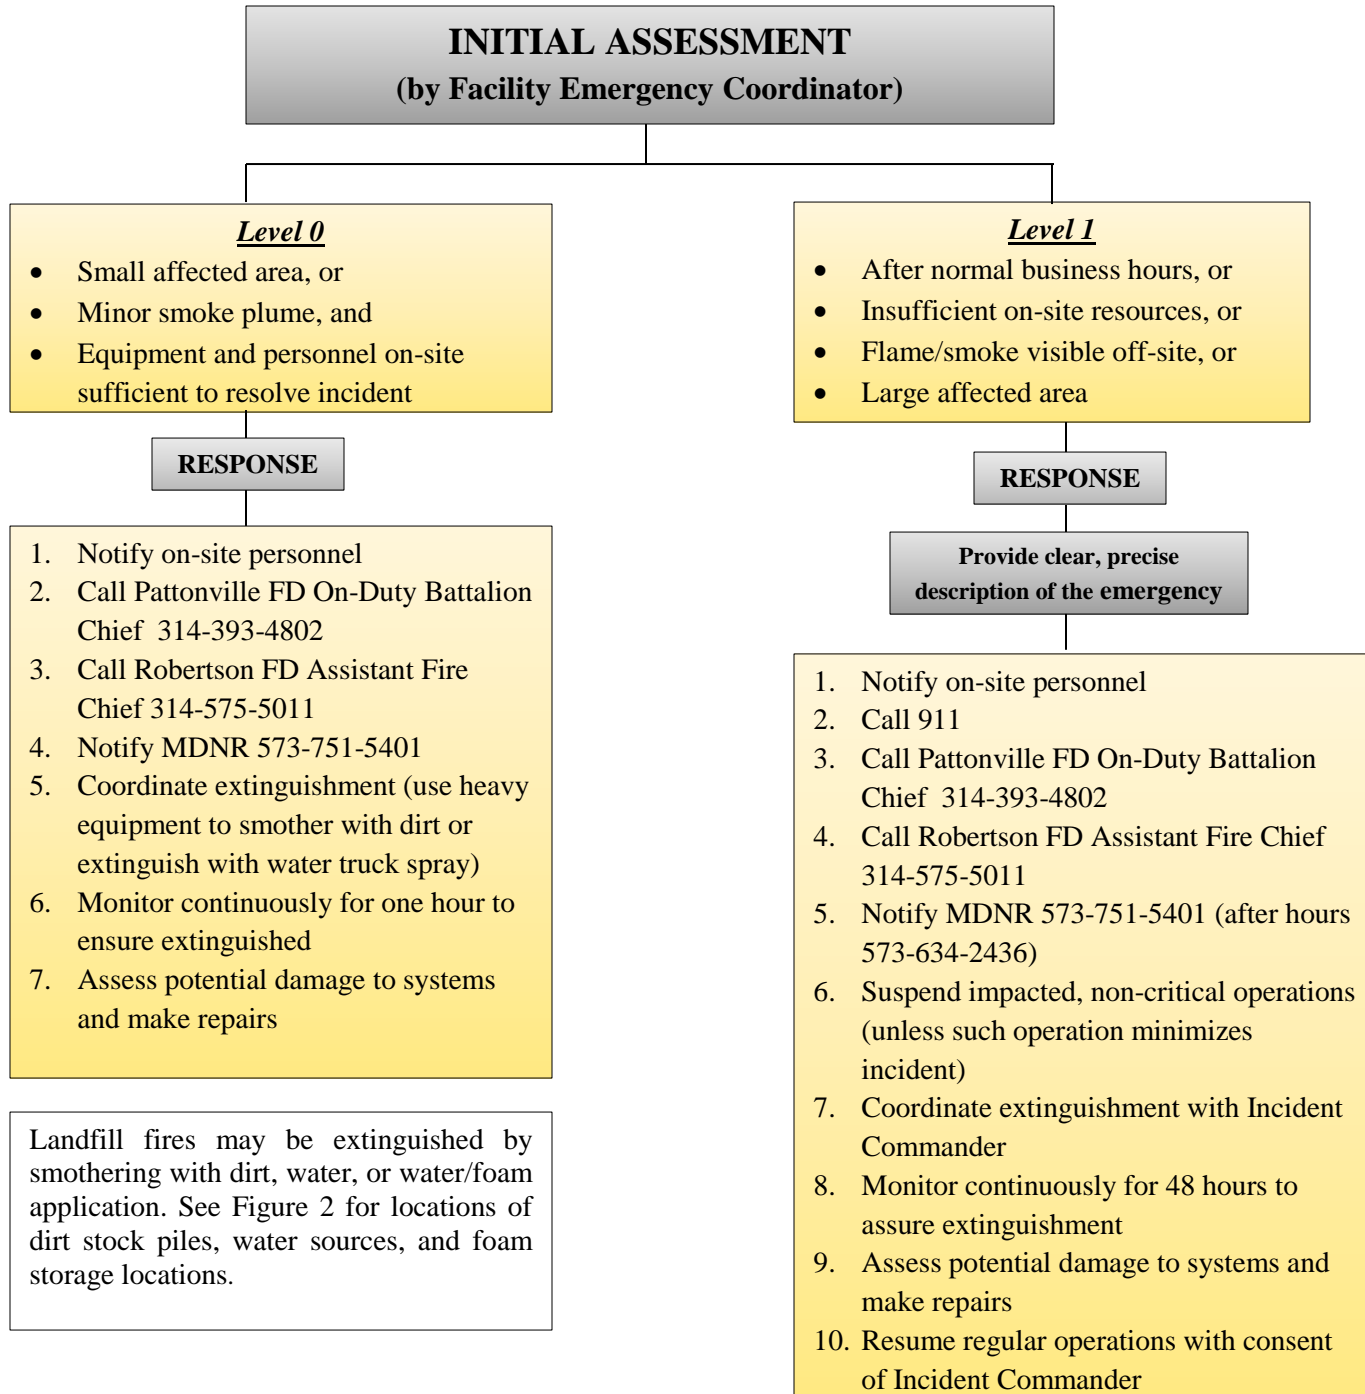 INITIAL ASSESSMENT
(by Facility Emergency Coordinator)
Level 0
• Small affected area, or
• Minor smoke plume, and
• Equipment and personnel on-site
sufficient to resolve incident
RESPONSE
1. Notify on-site personnel
2. Call Pattonville FD On-Duty Battalion
Chief 314-393-4802
3. Call Robertson FD Assistant Fire
Chief 314-575-5011
4. Notify MDNR 573-751-5401
5. Coordinate extinguishment (use heavy
equipment to smother with dirt or
extinguish with water truck spray)
6. Monitor continuously for one hour to
ensure extinguished
7. Assess potential damage to systems
and make repairs
Landfill fires may be extinguished by
smothering with dirt, water, or water/foam
application. See Figure 2 for locations of
dirt stock piles, water sources, and foam
storage locations.
Level 1
• After normal business hours, or
• Insufficient on-site resources, or
• Flame/smoke visible off-site, or
• Large affected area
RESPONSE
Provide clear, precise
description of the emergency
1. Notify on-site personnel
2. Call 911
3. Call Pattonville FD On-Duty Battalion
Chief 314-393-4802
4. Call Robertson FD Assistant Fire Chief
314-575-5011
5. Notify MDNR 573-751-5401 (after hours
573-634-2436)
6. Suspend impacted, non-critical operations
(unless such operation minimizes
incident)
7. Coordinate extinguishment with Incident
Commander
8. Monitor continuously for 48 hours to
assure extinguishment
9. Assess potential damage to systems and
make repairs
10. Resume regular operations with consent
of Incident Commander